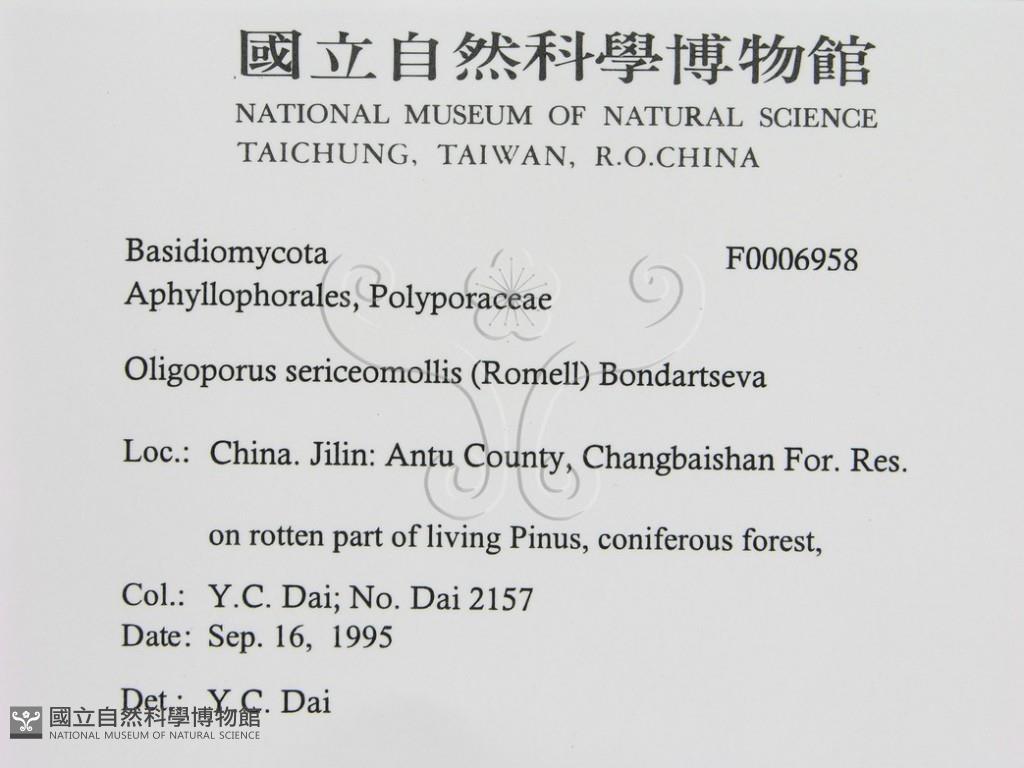 國立自然科學博物館
NATIONAL MUSEUM OF NATURAL SCIENCE
TAICHUNG, TAIWAN, R.O.CHINA
Basidiomycota F0006958
Aphyllophorales, Polyporaceae
Oligoporus sericeomollis (Romell) Bondartseva
Loc.: China. Jilin: Antu County, Changbaishan For. Res.
on rotten part of living Pinus, coniferous forest,
Col.: Y.C. Dai; No. Dai 2157
Date: Sep. 16, 1995
Det.: Y.C. Dai
國立自然科學博物館
NATIONAL MUSEUM OF NATURAL SCIENCE